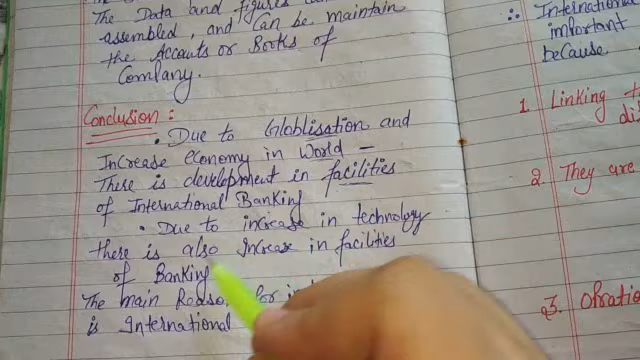 The Data and figures
assembled, and Can be maintain
the Accouts or Books of
Company.
Conclusion:
• Due to Globlisation and
Increase economy in World –
There is development in facilities
of International Banking
• Due to increase in technology
there is also Increase in facilities
of Banking
The main Reason for
is International
∴ International
important
because
1 Linking
2. They are
3.